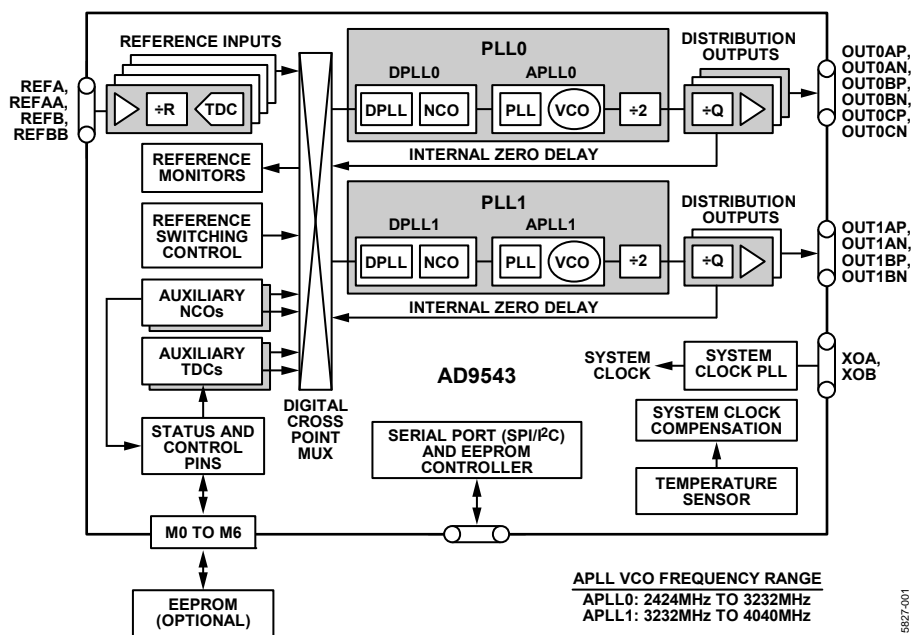 REFERENCE INPUTS
REFA,
REFAA,
REFB,
REFBB
÷R
TDC
PLL0
DPLL0
APLL0
DPLL
NCO
PLL
VCO
÷2
DISTRIBUTION
OUTPUTS
÷Q
OUT0AP,
OUT0AN,
OUT0BP,
OUT0BN,
OUT0CP,
OUT0CN
INTERNAL ZERO DELAY
REFERENCE
MONITORS
PLL1
DPLL1
APLL1
DPLL
NCO
PLL
VCO
÷2
DISTRIBUTION
OUTPUTS
÷Q
OUT1AP,
OUT1AN,
OUT1BP,
OUT1BN
INTERNAL ZERO DELAY
REFERENCE
SWITCHING
CONTROL
AUXILIARY
NCOs
AUXILIARY
TDCs
DIGITAL
CROSS
POINT
MUX
AD9543
SYSTEM
CLOCK
SYSTEM
CLOCK PLL
XOA,
XOB
STATUS AND
CONTROL
PINS
SERIAL PORT (SPI/I²C)
AND EEPROM
CONTROLLER
SYSTEM CLOCK
COMPENSATION
TEMPERATURE
SENSOR
M0 TO M6
EEPROM
(OPTIONAL)
APLL VCO FREQUENCY RANGE
APLL0: 2424MHz TO 3232MHz
APLL1: 3232MHz TO 4040MHz
5827-001